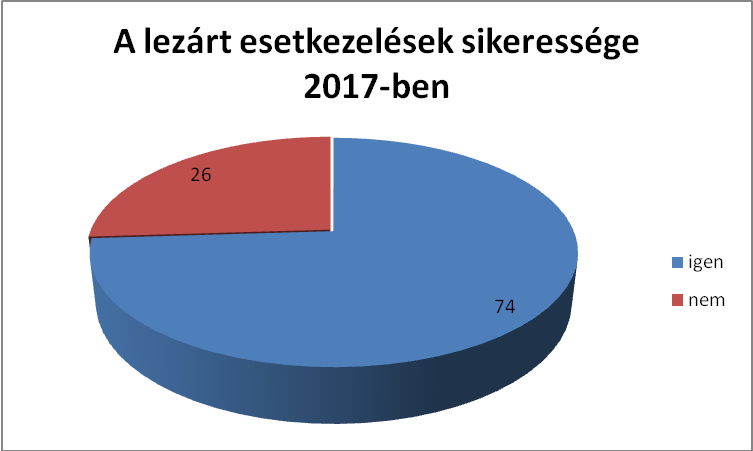 A lezárt esetkezelések sikeressége
2017-ben
26
74
igen
nem